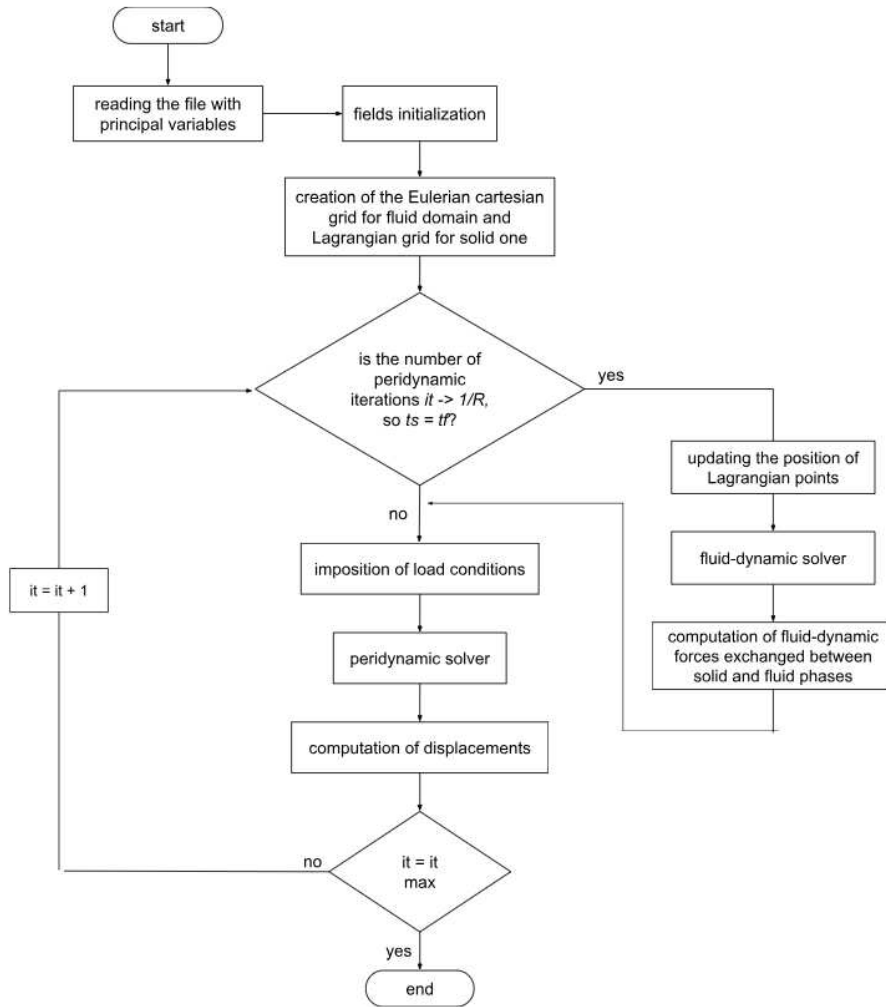 start
reading the file with
principal variables
fields initialization
creation of the Eulerian cartesian
grid for fluid domain and
Lagrangian grid for solid one
is the number of
peridynamic
iterations it -> 1/R,
so ts = tf?
yes
updating the position of
Lagrangian points
no
fluid-dynamic solver
imposition of load conditions
it = it + 1
computation of fluid-dynamic
forces exchanged between
solid and fluid phases
peridynamic solver
computation of displacements
no
it = it
max
yes
end